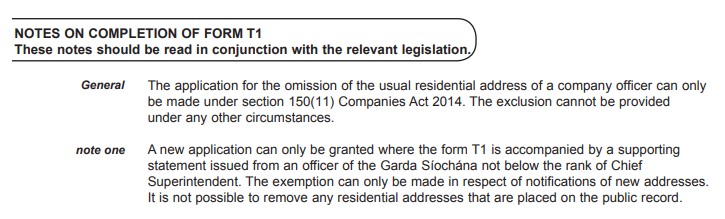 NOTES ON COMPLETION OF FORM T1
These notes should be read in conjunction with the relevant legislation.
General The application for the omission of the usual residential address of a company officer can only
be made under section 150(11) Companies Act 2014. The exclusion cannot be provided
under any other circumstances.
note one A new application can only be granted where the form T1 is accompanied by a supporting
statement issued from an officer of the Garda Síochána not below the rank of Chief
Superintendent. The exemption can only be made in respect of notifications of new addresses.
It is not possible to remove any residential addresses that are placed on the public record.